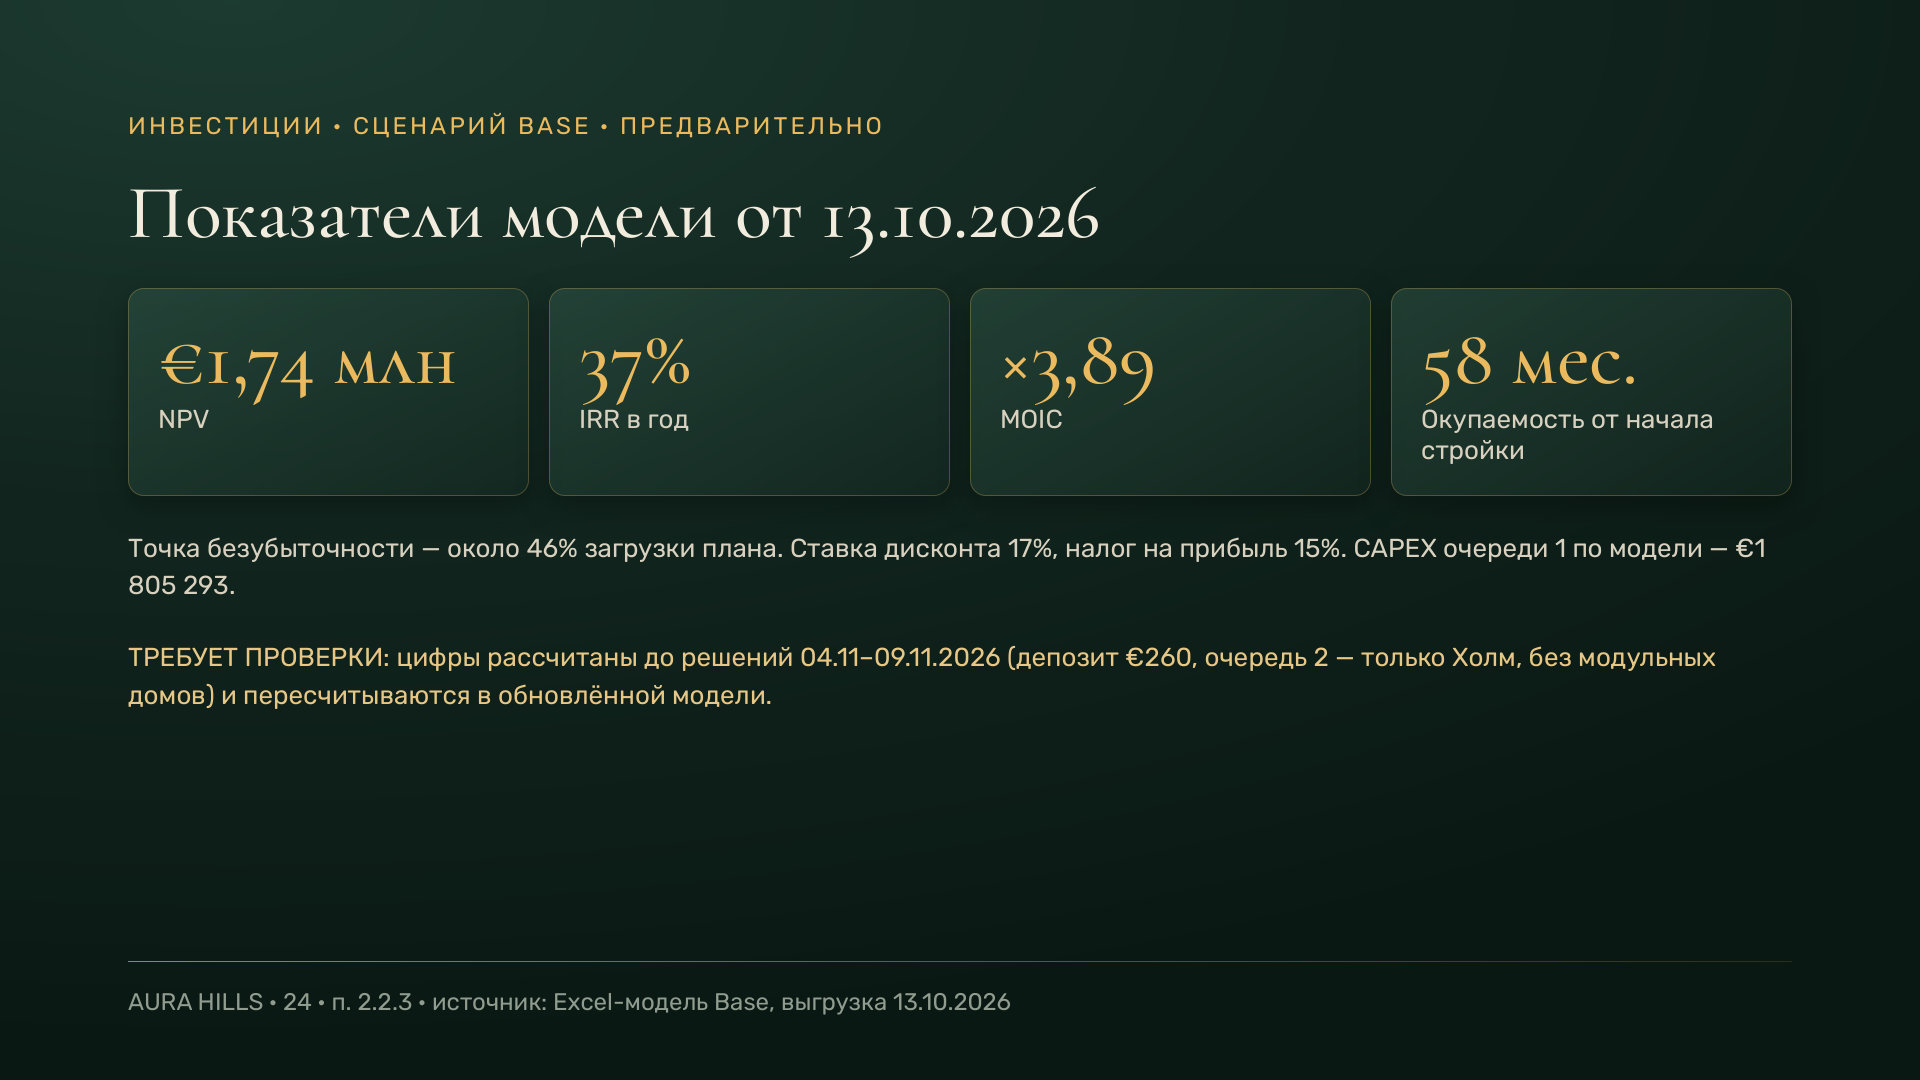 ИНВЕСТИЦИИ • СЦЕНАРИЙ BASE • ПРЕДВАРИТЕЛЬНО
Показатели модели от 13.10.2026
€1,74 млн
NPV
37%
IRR в год
×3,89
MOIC
58 мес.
Окупаемость от начала
стройки
Точка безубыточности — около 46% загрузки плана. Ставка дисконта 17%, налог на прибыль 15%. CAPEX очереди 1 по модели — €1
805 293.
ТРЕБУЕТ ПРОВЕРКИ: цифры рассчитаны до решений 04.11–09.11.2026 (депозит €260, очередь 2 — только Холм, без модульных
домов) и пересчитываются в обновлённой модели.
AURA HILLS • 24 • п. 2.2.3 • источник: Excel-модель Base, выгрузка 13.10.2026